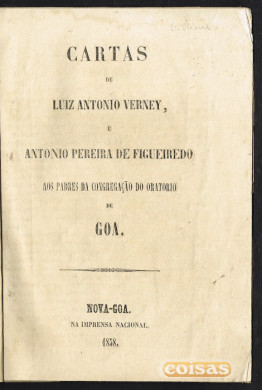 CARTAS
DE
LUIZ ANTONIO VERNEY,
E
ANTONIO PEREIRA DE FIGUEIREDO
AOS PADRES DA CONGREGAÇÃO DO ORATORIO
DE
GOA.
NOVA-GOA.
NA IMPRENSA NACIONAL.
1858.
coisas